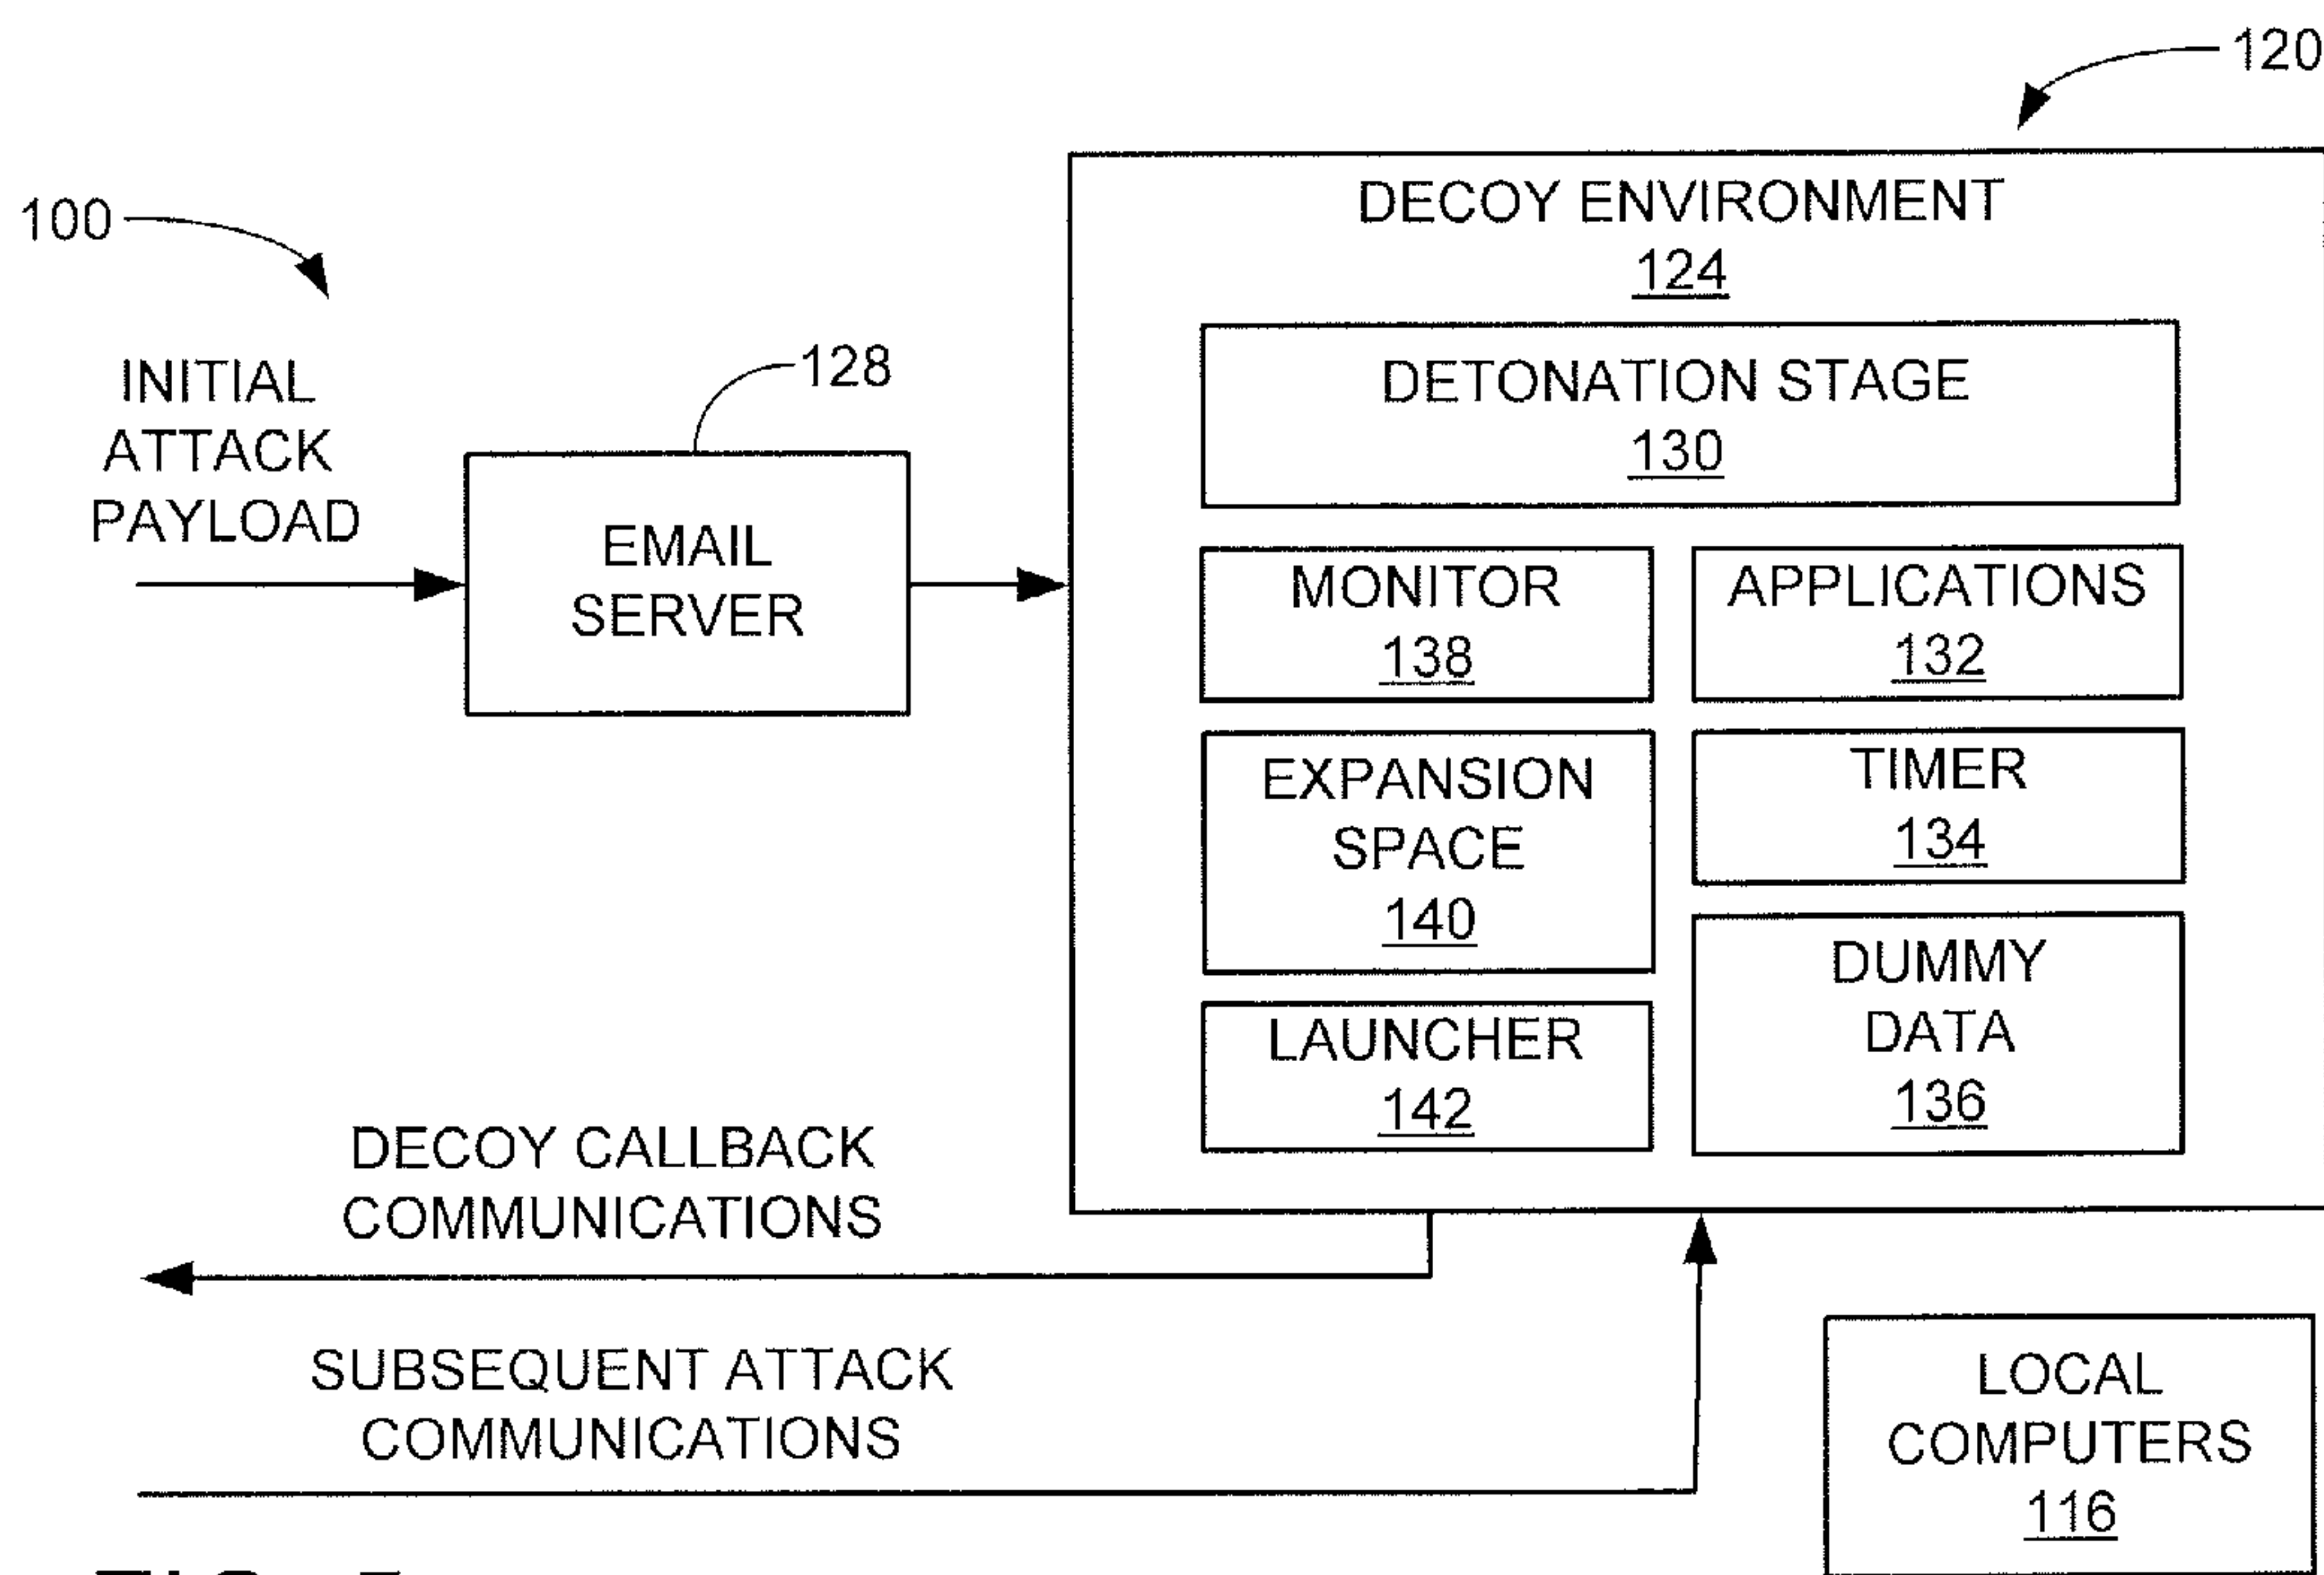 120
100
DECOY ENVIRONMENT
124
INITIAL
ATTACK
PAYLOAD
128
EMAIL
SERVER
DETONATION STAGE
130
MONITOR
138
APPLICATIONS
132
EXPANSION
SPACE
140
TIMER
134
LAUNCHER
142
DUMMY
DATA
136
DECOY CALLBACK
COMMUNICATIONS
SUBSEQUENT ATTACK
COMMUNICATIONS
LOCAL
COMPUTERS
116